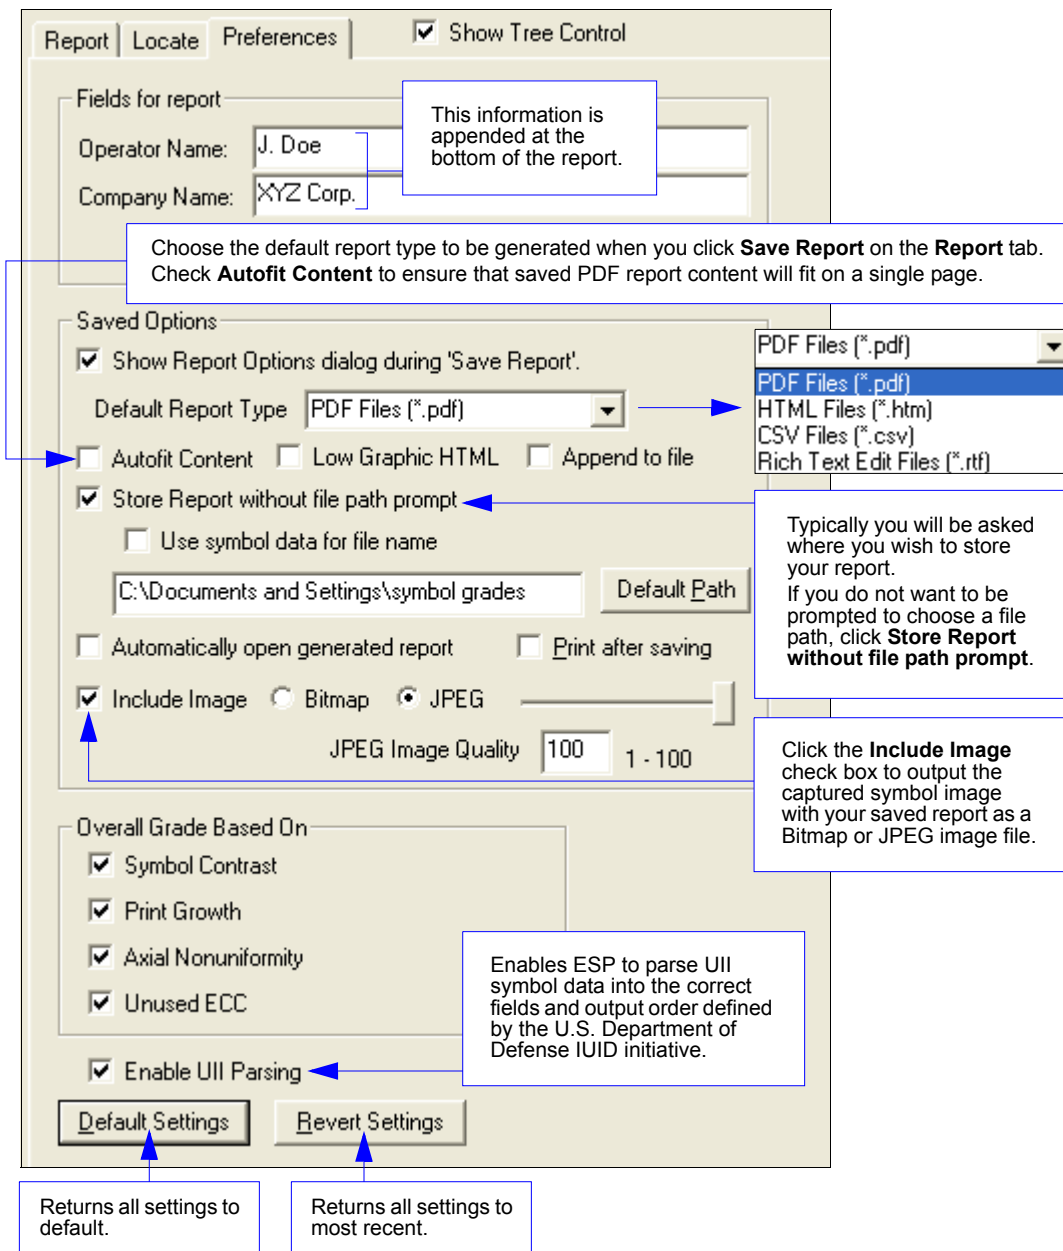 Report Locate Preferences Show Tree Control
Fields for report
This information is
appended at the
bottom of the report.
Operator Name: J. Doe
Company Name: XYZ Corp.
Choose the default report type to be generated when you click Save Report on the Report tab.
Check Autofit Content to ensure that saved PDF report content will fit on a single page.
Saved Options
Show Report Options dialog during 'Save Report'.
Default Report Type PDF Files (*.pdf)
PDF Files (*.pdf)
PDF Files (*.pdf)
HTML Files (*.htm)
CSV Files (*.csv)
Rich Text Edit Files (*.rtf)
Autofit Content Low Graphic HTML Append to file
Store Report without file path prompt
Typically you will be asked
where you wish to store
your report.
If you do not want to be
prompted to choose a file
path, click Store Report
without file path prompt.
Use symbol data for file name
C:\Documents and Settings\symbol grades Default Path
Automatically open generated report Print after saving
Include Image Bitmap JPEG
JPEG Image Quality 100 1 - 100
Click the Include Image
check box to output the
captured symbol image
with your saved report as a
Bitmap or JPEG image file.
Overall Grade Based On
Symbol Contrast
Print Growth
Axial Nonuniformity
Unused ECC
Enables ESP to parse UII
symbol data into the correct
fields and output order defined
by the U.S. Department of
Defense IUID initiative.
Enable UII Parsing
Default Settings Revert Settings
Returns all settings to
default.
Returns all settings to
most recent.